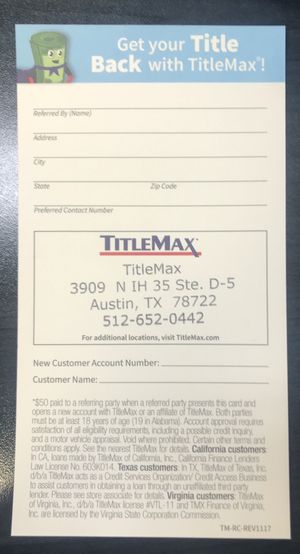 Get your Title
Back with TitleMax®!
Referred By (Name)
Address
City
State Zip Code
Preferred Contact Number
TITLEMAX
TitleMax
3909 N IH 35 Ste. D-5
Austin, TX 78722
512-652-0442
For additional locations, visit TitleMax.com
New Customer Account Number:
Customer Name:
*$50 paid to a referring party when a referred party presents this card and
opens a new account with TitleMax or an affiliate of TitleMax. Both parties
must be at least 18 years of age (19 in Alabama). Account approval requires
satisfaction of all eligibility requirements, including a possible credit inquiry,
and a motor vehicle appraisal. Void where prohibited. Certain other terms and
conditions apply. See the nearest TitleMax for details. California customers:
In CA, loans made by TitleMax of California, Inc., California Finance Lenders
Law License No. 603K014. Texas customers: In TX, TitleMax of Texas, Inc.
d/b/a TitleMax acts as a Credit Services Organization/ Credit Access Business
to assist customers in obtaining a loan through an unaffiliated third party
lender. Please see store associate for details. Virginia customers: TitleMax
of Virginia, Inc., d/b/a TitleMax license #VTL-11 and TMX Finance of Virginia,
Inc. are licensed by the Virginia State Corporation Commission.
TM-RC-REV1117